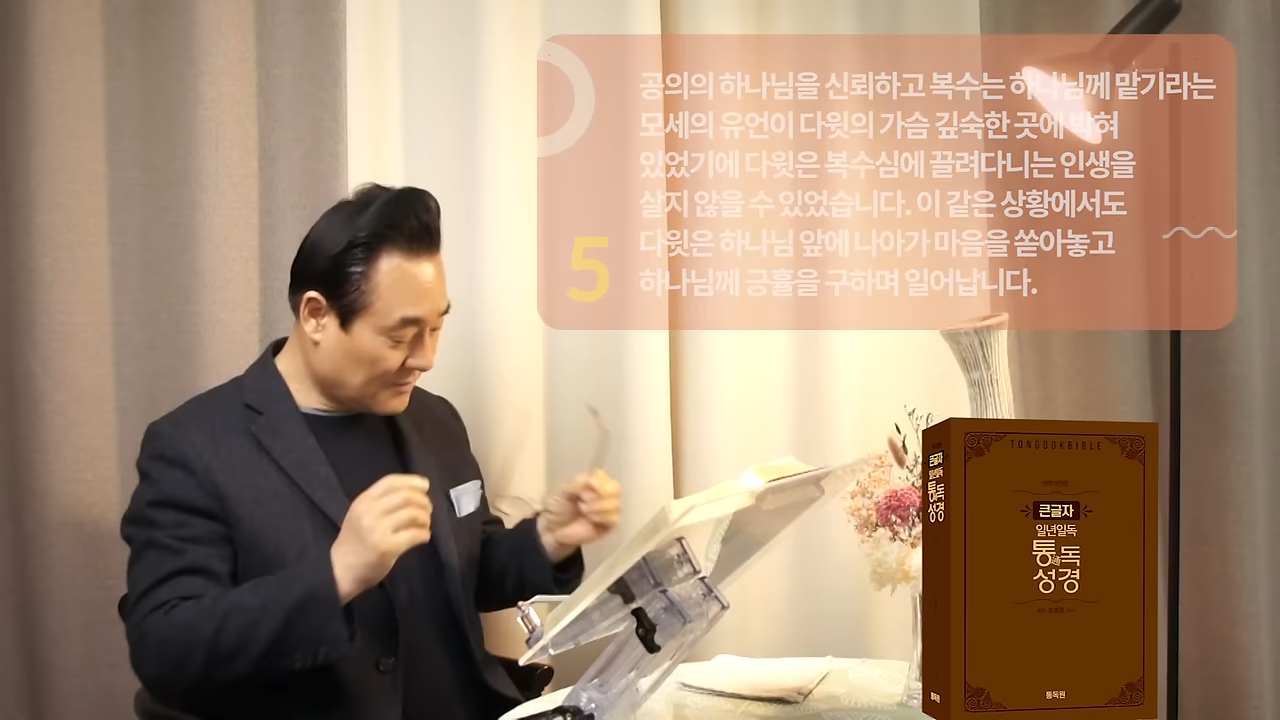 공의의 하나님을 신뢰하고 복수는 하나님께 맡기라는
모세의 유언이 다윗의 가슴 깊숙한 곳에 박혀
있었기에 다윗은 복수심에 끌려다니는 인생을
살지 않을 수 있었습니다. 이 같은 상황에서도
다윗은 하나님 앞에 나아가 마음을 쏟아놓고
하나님께 긍휼을 구하며 일어납니다.
5
TONGDOKBIBLE
큰글자
일년일독
통독
성경
통독원
큰글자
일년일독
통독
성경
통독원